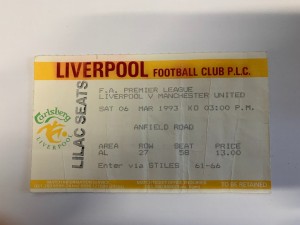 LIVERPOOL FOOTBALL CLUB P.L.C.
F.A. PREMIER LEAGUE
LIVERPOOL V MANCHESTER UNITED
SAT 06 MAR 1993 KO 03:00 P.M.
ANFIELD ROAD
AREA ROW SEAT PRICE
AL 27 58 13.00
Enter via STILES 61-66
LILAC SEATS
Carlsberg
LIVERPOOL